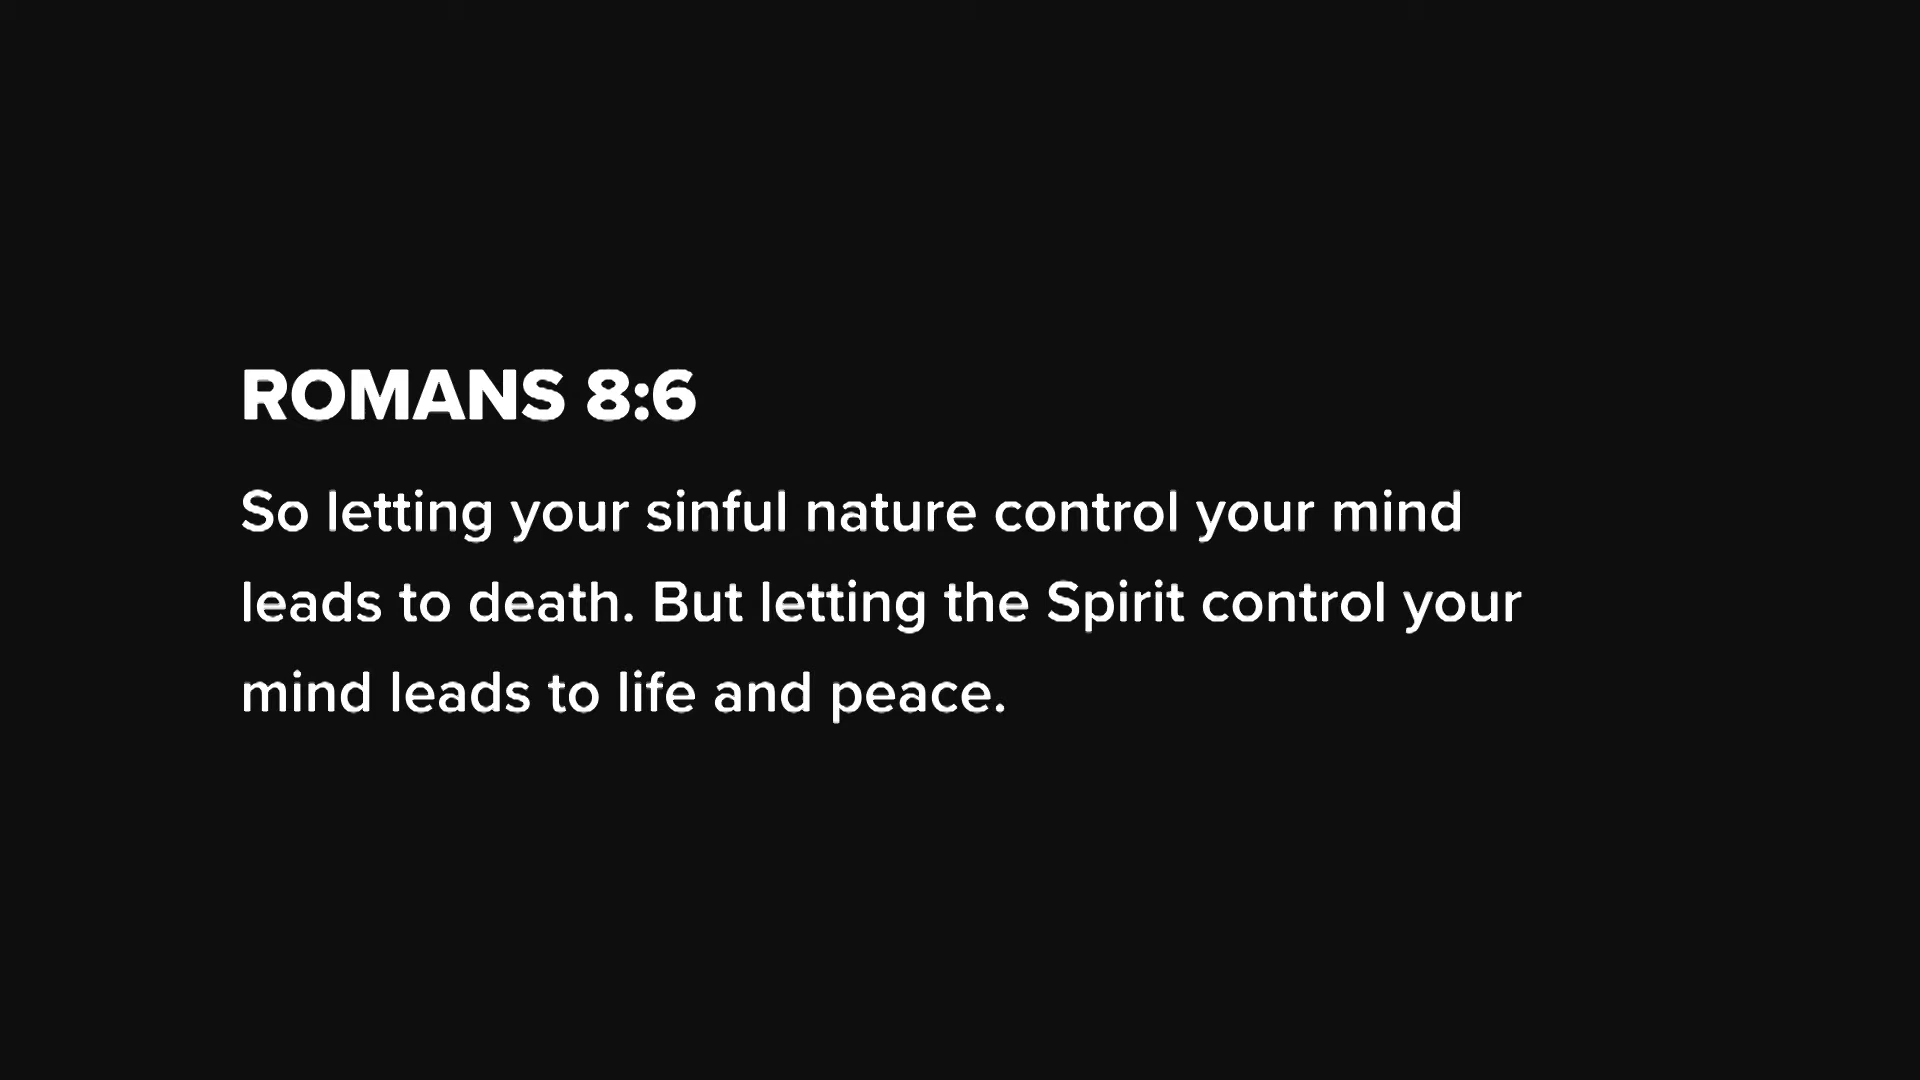 ROMANS 8:6
So letting your sinful nature control your mind
leads to death. But letting the Spirit control your
mind leads to life and peace.